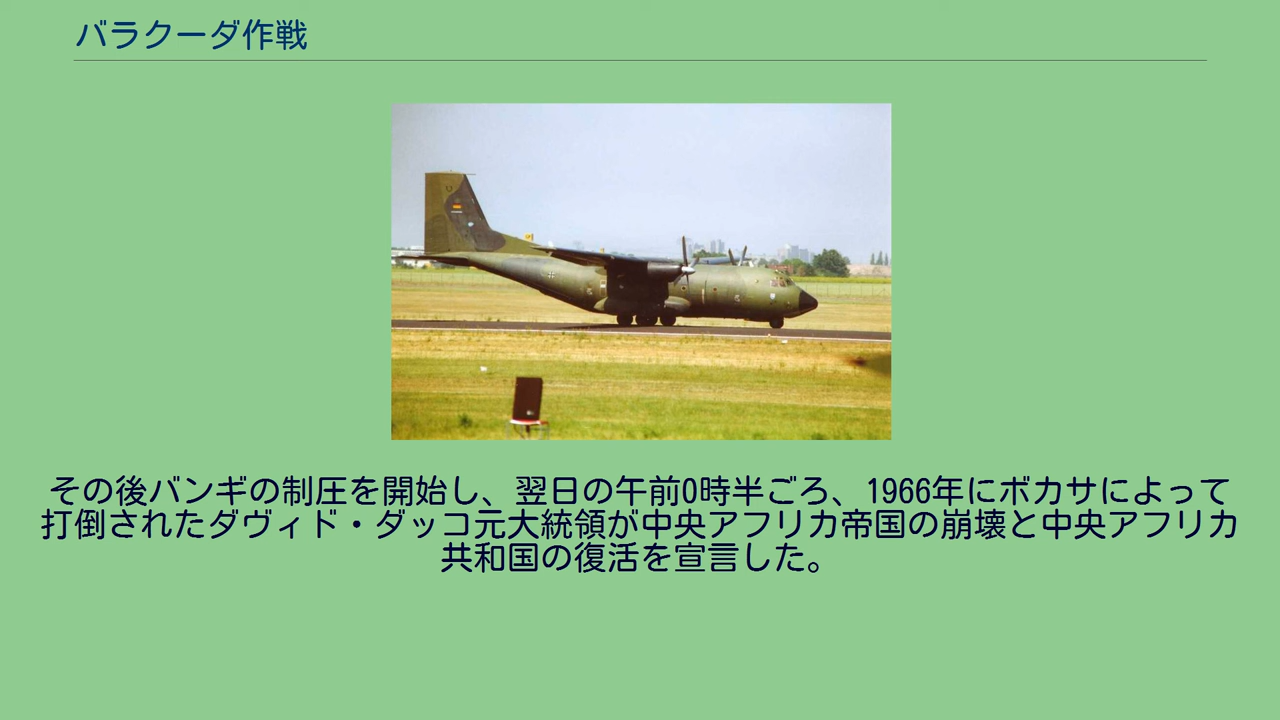 バラクーダ作戦
その後バンギの制圧を開始し、翌日の午前0時半ごろ、1966年にボカサによって
打倒されたダヴィド・ダッコ元大統領が中央アフリカ帝国の崩壊と中央アフリカ
共和国の復活を宣言した。